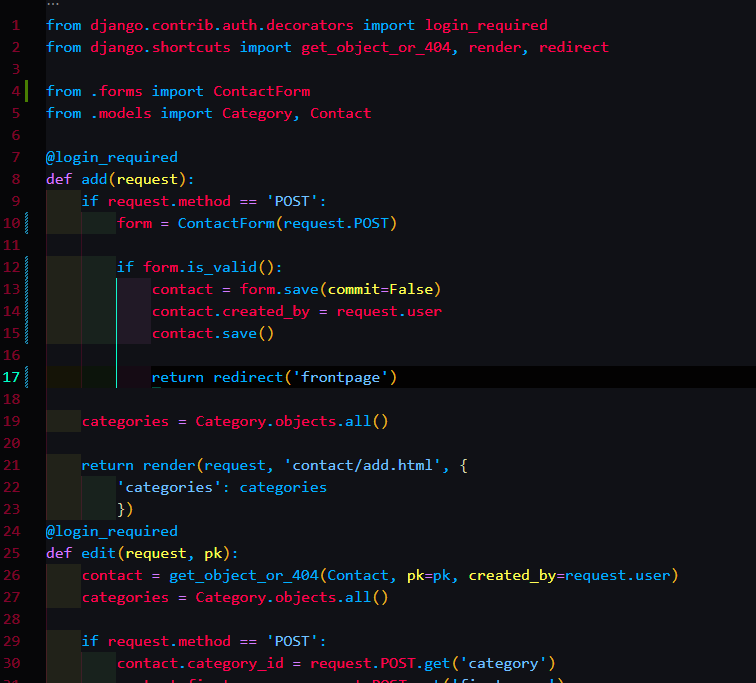 ...
1 from django.contrib.auth.decorators import login_required
2 from django.shortcuts import get_object_or_404, render, redirect
3
4 from .forms import ContactForm
5 from .models import Category, Contact
6
7 @login_required
8 def add(request):
9     if request.method == 'POST':
10         form = ContactForm(request.POST)
11
12         if form.is_valid():
13             contact = form.save(commit=False)
14             contact.created_by = request.user
15             contact.save()
16
17             return redirect('frontpage')
18
19     categories = Category.objects.all()
20
21     return render(request, 'contact/add.html', {
22         'categories': categories
23         })
24 @login_required
25 def edit(request, pk):
26     contact = get_object_or_404(Contact, pk=pk, created_by=request.user)
27     categories = Category.objects.all()
28
29     if request.method == 'POST':
30         contact.category_id = request.POST.get('category')